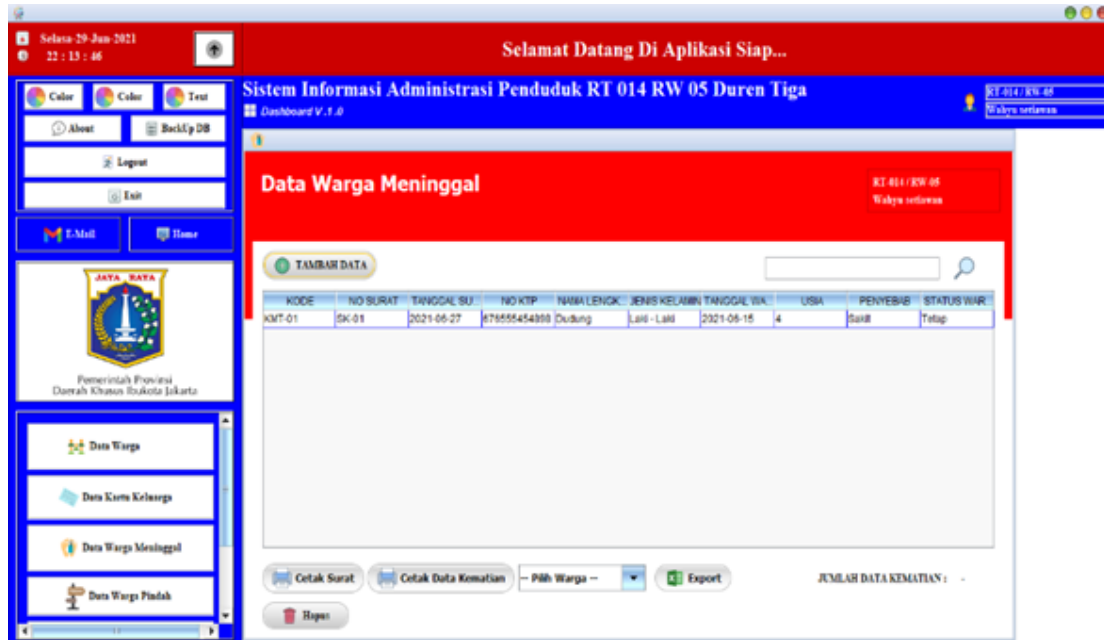 Selasa-29-Jun-2021
22 : 13 : 46
Selamat Datang Di Aplikasi Siap...
Color
Color
Text
About
BackUp DB
Logout
Exit
E-Mail
Home
JAYA RAYA
Pemerintah Provinsi
Daerah Khusus Ibukota Jakarta
Data Warga
Data Kartu Keluarga
Data Warga Meninggal
Data Warga Pindah
Sistem Informasi Administrasi Penduduk RT 014 RW 05 Duren Tiga
Dashboard V.1.0
RT-014 / RW-05
Wahyu setiawan
Data Warga Meninggal
RT-014 / RW-05
Wahyu setiawan
TAMBAH DATA
KODE NO SURAT TANGGAL SU... NO KTP NAMA LENGK... JENIS KELAMIN TANGGAL WA... USIA PENYEBAB STATUS WAR...
KMT-01 SK-01 2021-06-27 Dudung Laki - Laki 2021-06-15 4 Sakit Tetap
Cetak Surat
Cetak Data Kematian
-- Pilih Warga --
Export
JUMLAH DATA KEMATIAN : -
Hapus